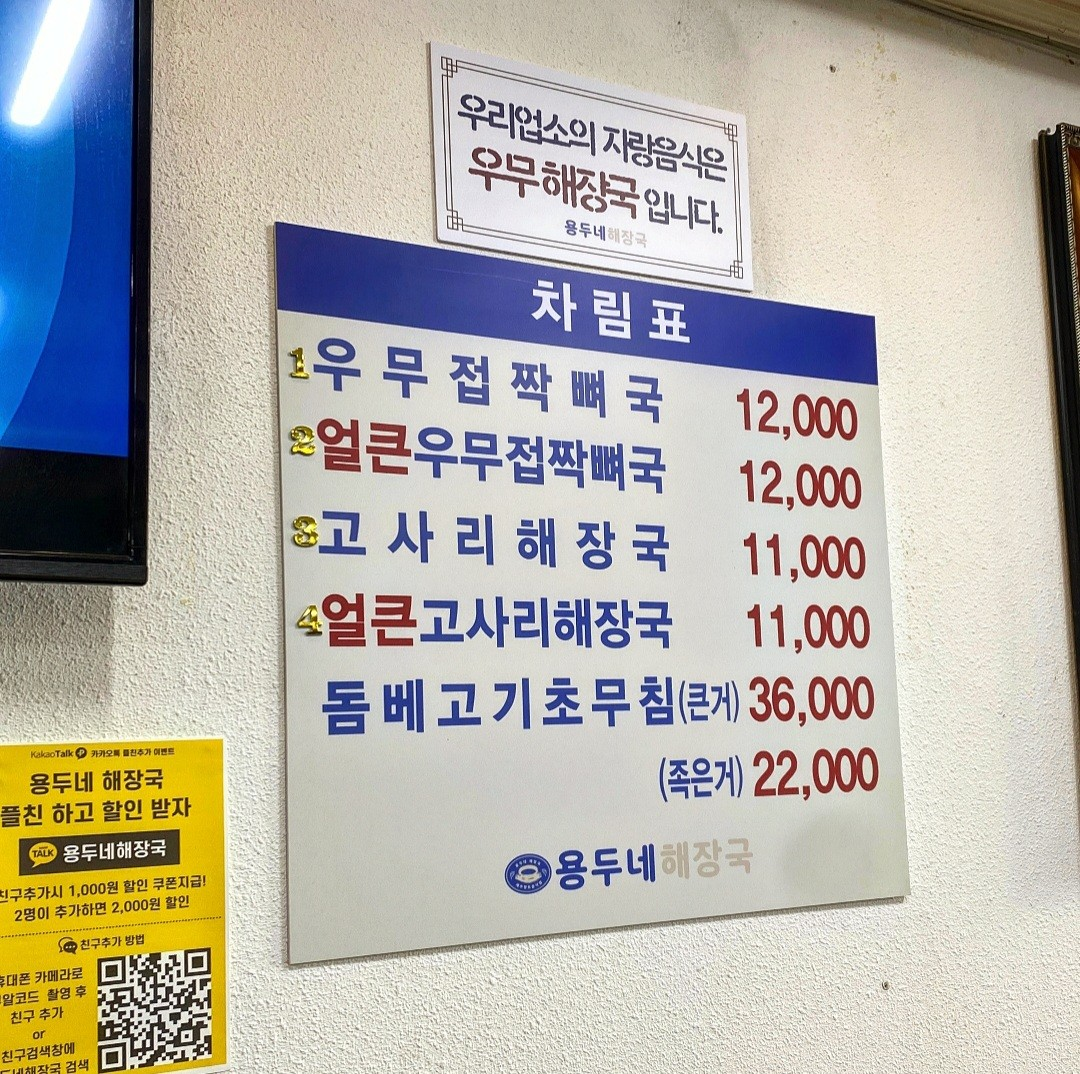 우리업소의 자랑음식은
우무해장국 입니다.
용두네해장국
차림표
1 우무접짝뼈국 12,000
2 얼큰우무접짝뼈국 12,000
3 고사리해장국 11,000
4 얼큰고사리해장국 11,000
돔베고기초무침(큰거) 36,000
(족은거) 22,000
용두네해장국
KakaoTalk 카카오톡 플친추가 이벤트
용두네 해장국
플친 하고 할인 받자
TALK 용두네해장국
친구추가시 1,000원 할인 쿠폰지급!
2명이 추가하면 2,000원 할인
친구추가 방법
휴대폰 카메라로
촬영 후
친구 추가
or
친구검색창에
검색